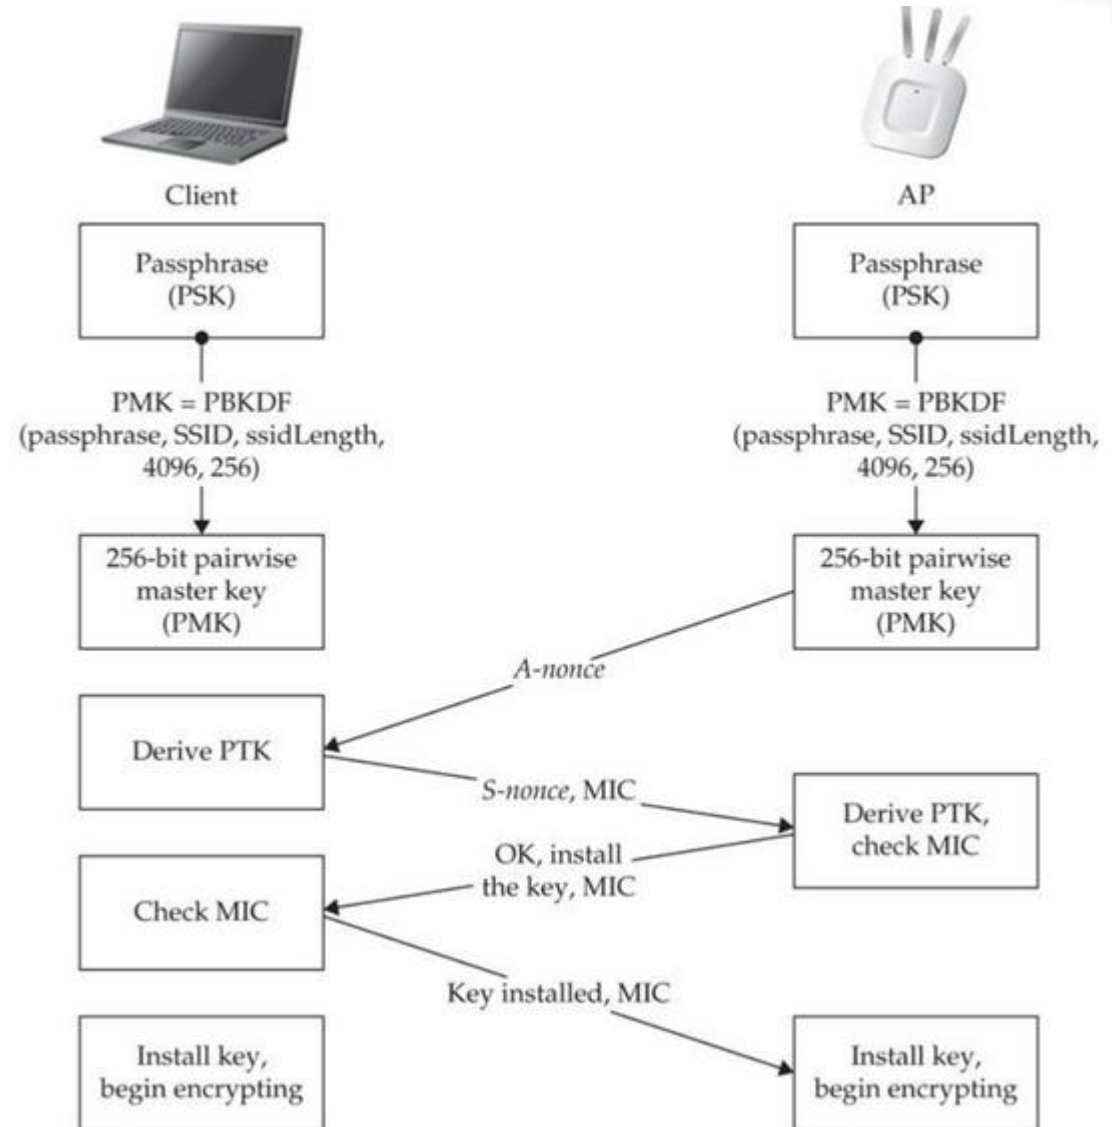 Client
AP
Passphrase
(PSK)
Passphrase
(PSK)
PMK = PBKDF
(passphrase, SSID, ssidLength,
4096, 256)
PMK = PBKDF
(passphrase, SSID, ssidLength,
4096, 256)
256-bit pairwise
master key
(PMK)
256-bit pairwise
master key
(PMK)
A-nonce
Derive PTK
S-nonce, MIC
Derive PTK,
check MIC
OK, install
the key, MIC
Check MIC
Key installed, MIC
Install key,
begin encrypting
Install key,
begin encrypting